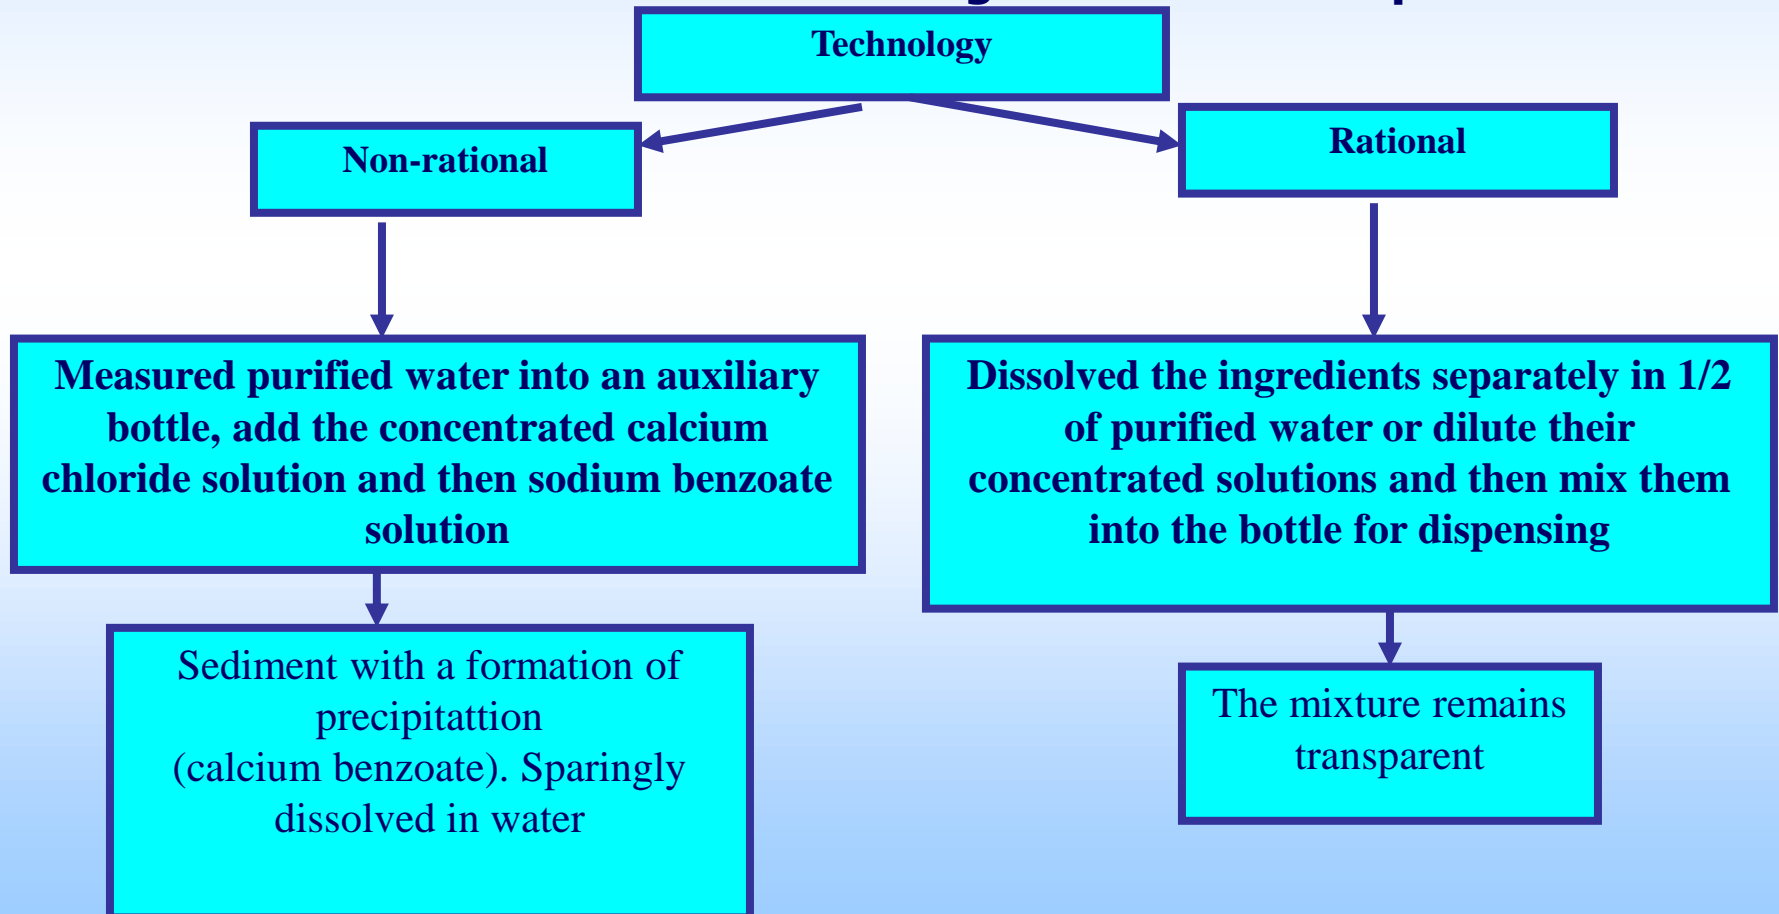 Technology
Non-rational
Rational
Measured purified water into an auxiliary
bottle, add the concentrated calcium
chloride solution and then sodium benzoate
solution
Dissolved the ingredients separately in 1/2
of purified water or dilute their
concentrated solutions and then mix them
into the bottle for dispensing
Sediment with a formation of
precipitattion
(calcium benzoate). Sparingly
dissolved in water
The mixture remains
transparent